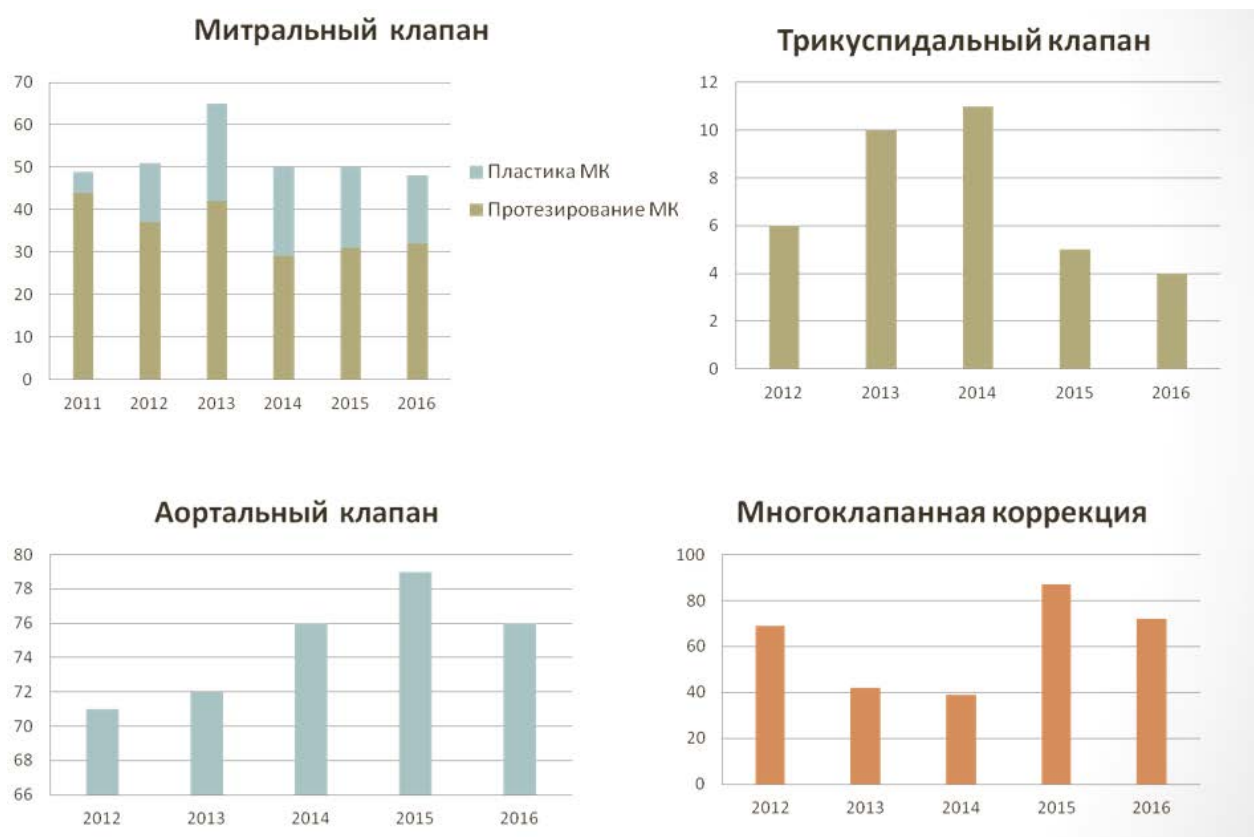 Митральный клапан
70
60
50
40
30
20
10
0
2011 2012 2013 2014 2015 2016
Пластика МК
Протезирование МК
Трикуспидальный клапан
12
10
8
6
4
2
0
2012 2013 2014 2015 2016
Аортальный клапан
80
78
76
74
72
70
68
66
2012 2013 2014 2015 2016
Многоклапанная коррекция
100
80
60
40
20
0
2012 2013 2014 2015 2016